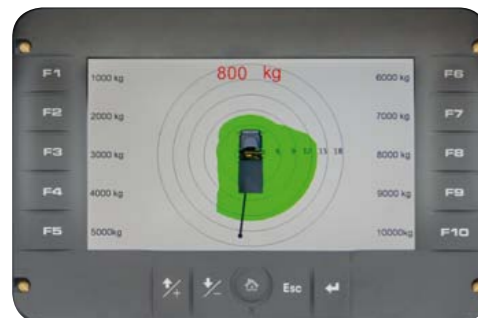 800 kg
F1 1000 kg 6000 kg F6
F2 2000 kg 7000 kg F7
F3 3000 kg 6 9 12 15 18 8000 kg F8
F4 4000 kg 9000 kg F9
F5 5000kg 10000kg F10
+ - Esc